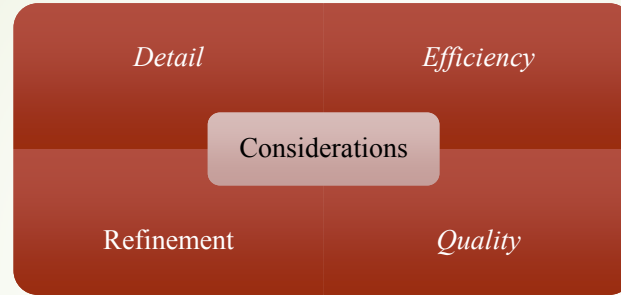 Detail
Efficiency
Considerations
Refinement
Quality